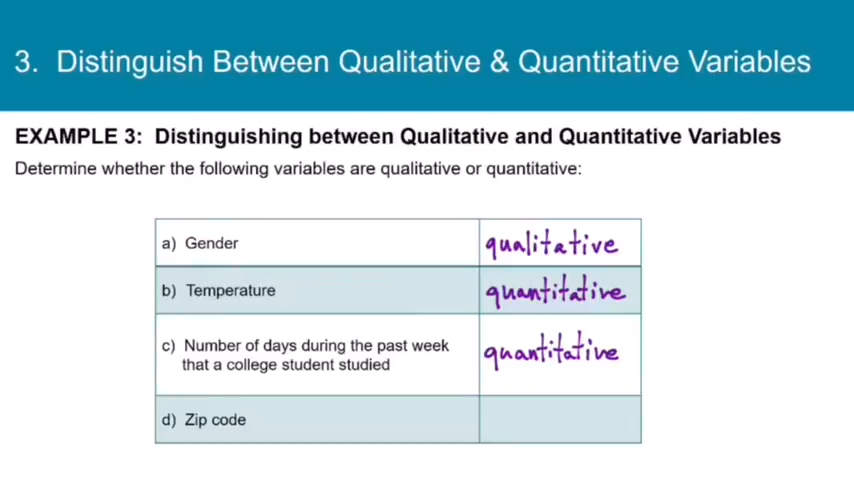 3. Distinguish Between Qualitative & Quantitative Variables
EXAMPLE 3: Distinguishing between Qualitative and Quantitative Variables
Determine whether the following variables are qualitative or quantitative:
a) Gender qualitative
b) Temperature quantitative
c) Number of days during the past week
that a college student studied quantitative
d) Zip code